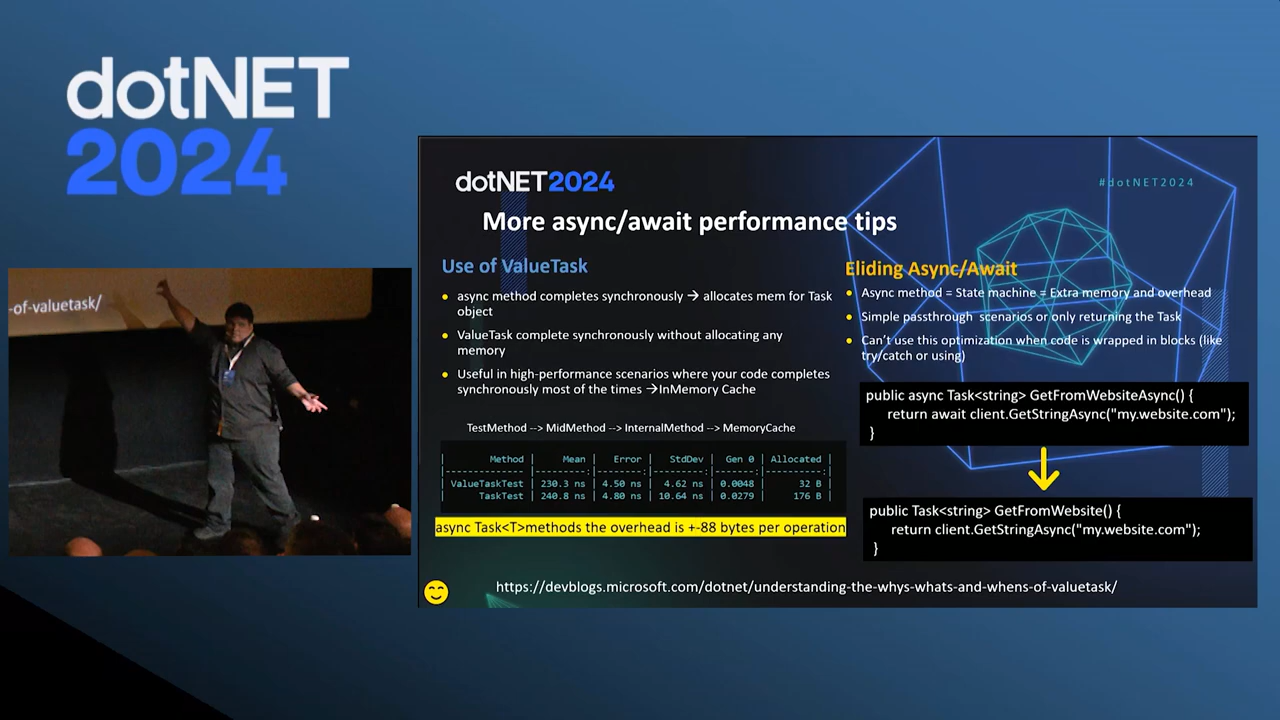 dotNET
2024
-of-valuetask/
dotNET2024
#dotNET2024
More async/await performance tips
Use of ValueTask
async method completes synchronously → allocates mem for Task
object
ValueTask complete synchronously without allocating any
memory
Useful in high-performance scenarios where your code completes
synchronously most of the times →InMemory Cache
TestMethod --> MidMethod --> InternalMethod --> MemoryCache
| Method | Mean | Error | StdDev | Gen 0 | Allocated |
|-------------- |---------:|--------:|---------:|-------:|----------:|
| ValueTaskTest | 230.3 ns | 4.50 ns | 4.62 ns | 0.0048 | 32 B |
| TaskTest | 240.8 ns | 4.80 ns | 10.64 ns | 0.0279 | 176 B |
async Task<T>methods the overhead is +-88 bytes per operation
Eliding Async/Await
Async method = State machine = Extra memory and overhead
Simple passthrough scenarios or only returning the Task
Can't use this optimization when code is wrapped in blocks (like
try/catch or using)
public async Task<string> GetFromWebsiteAsync() {
return await client.GetStringAsync("my.website.com");
}
public Task<string> GetFromWebsite() {
return client.GetStringAsync("my.website.com");
}
https://devblogs.microsoft.com/dotnet/understanding-the-whys-whats-and-whens-of-valuetask/